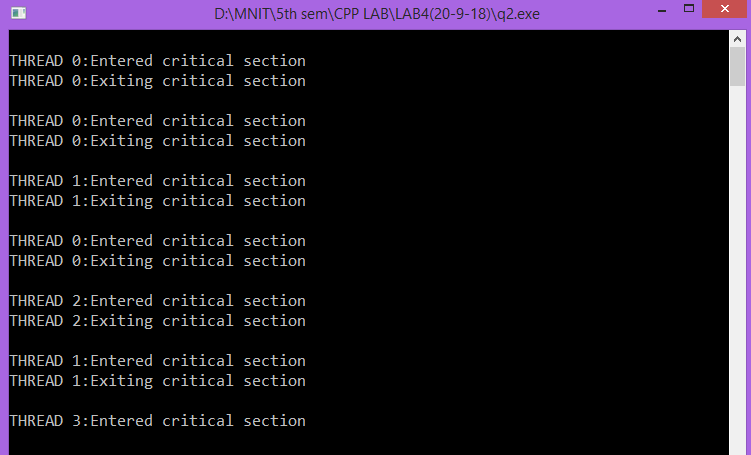 D:\MNIT\5th sem\CPP LAB\LAB4(20-9-18)\q2.exe
THREAD 0:Entered critical section
THREAD 0:Exiting critical section
THREAD 0:Entered critical section
THREAD 0:Exiting critical section
THREAD 1:Entered critical section
THREAD 1:Exiting critical section
THREAD 0:Entered critical section
THREAD 0:Exiting critical section
THREAD 2:Entered critical section
THREAD 2:Exiting critical section
THREAD 1:Entered critical section
THREAD 1:Exiting critical section
THREAD 3:Entered critical section